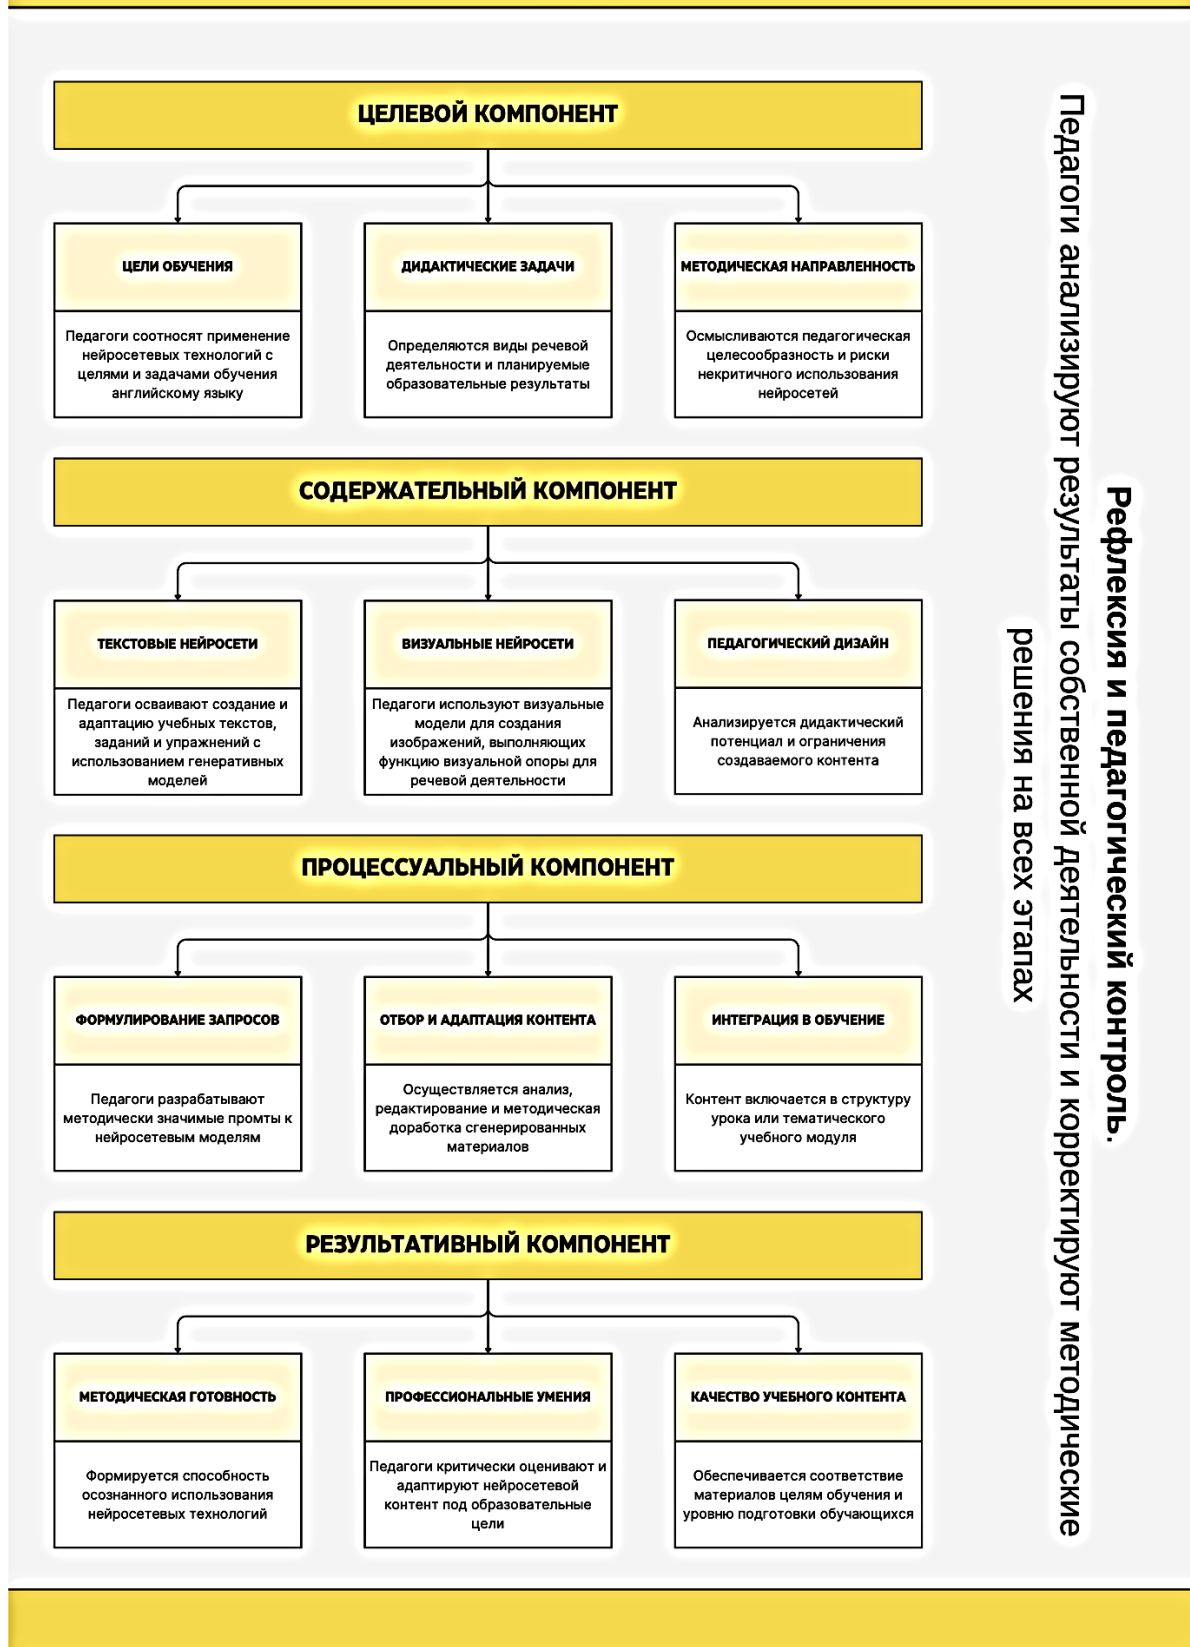 ЦЕЛЕВОЙ КОМПОНЕНТ
ЦЕЛИ ОБУЧЕНИЯ
Педагоги соотносят применение
нейросетевых технологий с
целями и задачами обучения
английскому языку
ДИДАКТИЧЕСКИЕ ЗАДАЧИ
Определяются виды речевой
деятельности и планируемые
образовательные результаты
МЕТОДИЧЕСКАЯ НАПРАВЛЕННОСТЬ
Осмысливаются педагогическая
целесообразность и риски
некритичного использования
нейросетей
СОДЕРЖАТЕЛЬНЫЙ КОМПОНЕНТ
ТЕКСТОВЫЕ НЕЙРОСЕТИ
Педагоги осваивают создание и
адаптацию учебных текстов,
заданий и упражнений с
использованием генеративных
моделей
ВИЗУАЛЬНЫЕ НЕЙРОСЕТИ
Педагоги используют визуальные
модели для создания
изображений, выполняющих
функцию визуальной опоры для
речевой деятельности
ПЕДАГОГИЧЕСКИЙ ДИЗАЙН
Анализируется дидактический
потенциал и ограничения
создаваемого контента
ПРОЦЕССУАЛЬНЫЙ КОМПОНЕНТ
ФОРМУЛИРОВАНИЕ ЗАПРОСОВ
Педагоги разрабатывают
методически значимые промты к
нейросетевым моделям
ОТБОР И АДАПТАЦИЯ КОНТЕНТА
Осуществляется анализ,
редактирование и методическая
доработка сгенерированных
материалов
ИНТЕГРАЦИЯ В ОБУЧЕНИЕ
Контент включается в структуру
урока или тематического
учебного модуля
РЕЗУЛЬТАТИВНЫЙ КОМПОНЕНТ
МЕТОДИЧЕСКАЯ ГОТОВНОСТЬ
Формируется способность
осознанного использования
нейросетевых технологий
ПРОФЕССИОНАЛЬНЫЕ УМЕНИЯ
Педагоги критически оценивают и
адаптируют нейросетевой
контент под образовательные
цели
КАЧЕСТВО УЧЕБНОГО КОНТЕНТА
Обеспечивается соответствие
материалов целям обучения и
уровню подготовки обучающихся
Рефлексия и педагогический контроль.
Педагоги анализируют результаты собственной деятельности и корректируют методические
решения на всех этапах